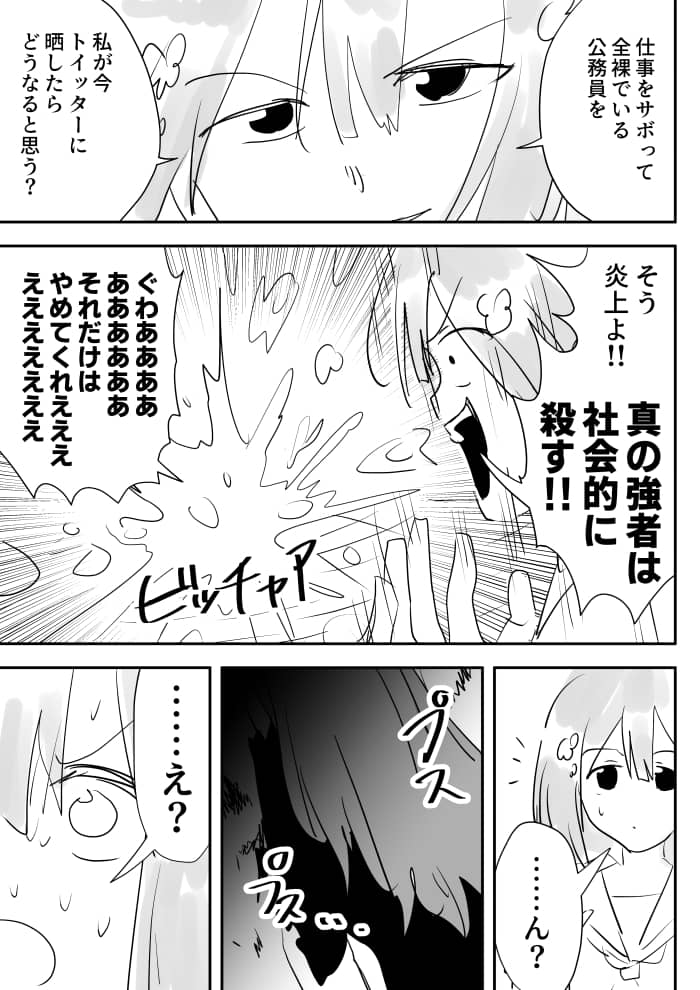 仕事をサボって
全裸でいる
公務員を
私が今
トイッターに
晒したら
どうなると思う？
そう
炎上よ!!
真の強者は
社会的に
殺す!!
ぐわああああ
ああああああ
それだけは
やめてくれえええ
ええええええええ
ビッチャァ
……ん？
プス
プス…
……え？